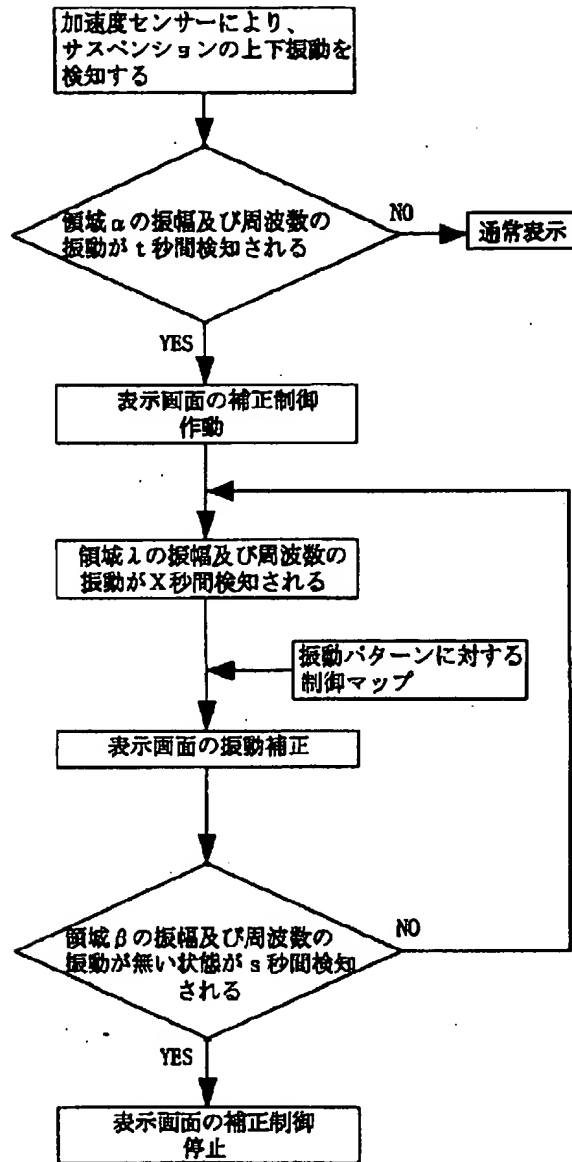 加速度センサーにより、
サスペンションの上下振動を
検知する
領域αの振幅及び周波数の
振動がt秒間検知される
NO
通常表示
YES
表示画面の補正制御
作動
領域λの振幅及び周波数の
振動がX秒間検知される
振動パターンに対する
制御マップ
表示画面の振動補正
領域βの振幅及び周波数の
振動が無い状態がs秒間検知
される
NO
YES
表示画面の補正制御
停止